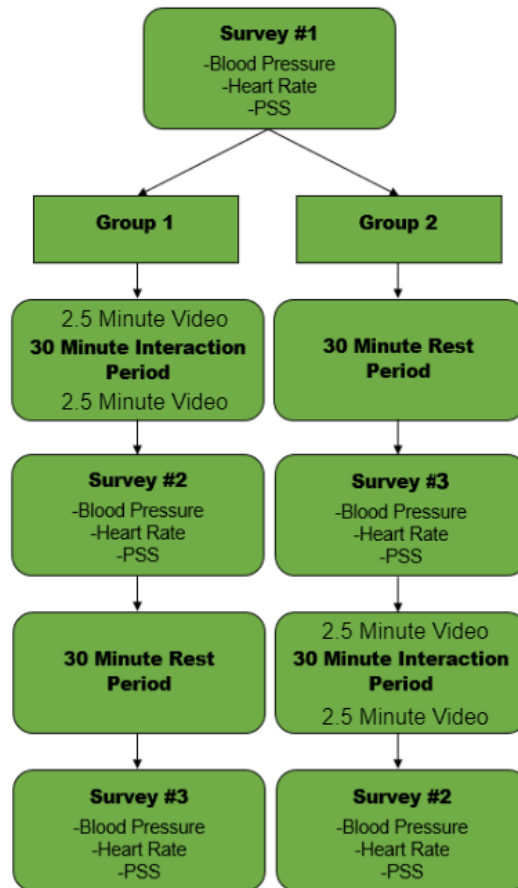 Survey #1
-Blood Pressure
-Heart Rate
-PSS
Group 1
Group 2
2.5 Minute Video
30 Minute Interaction
Period
2.5 Minute Video
30 Minute Rest
Period
Survey #2
-Blood Pressure
-Heart Rate
-PSS
Survey #3
-Blood Pressure
-Heart Rate
-PSS
30 Minute Rest
Period
2.5 Minute Video
30 Minute Interaction
Period
2.5 Minute Video
Survey #3
-Blood Pressure
-Heart Rate
-PSS
Survey #2
-Blood Pressure
-Heart Rate
-PSS